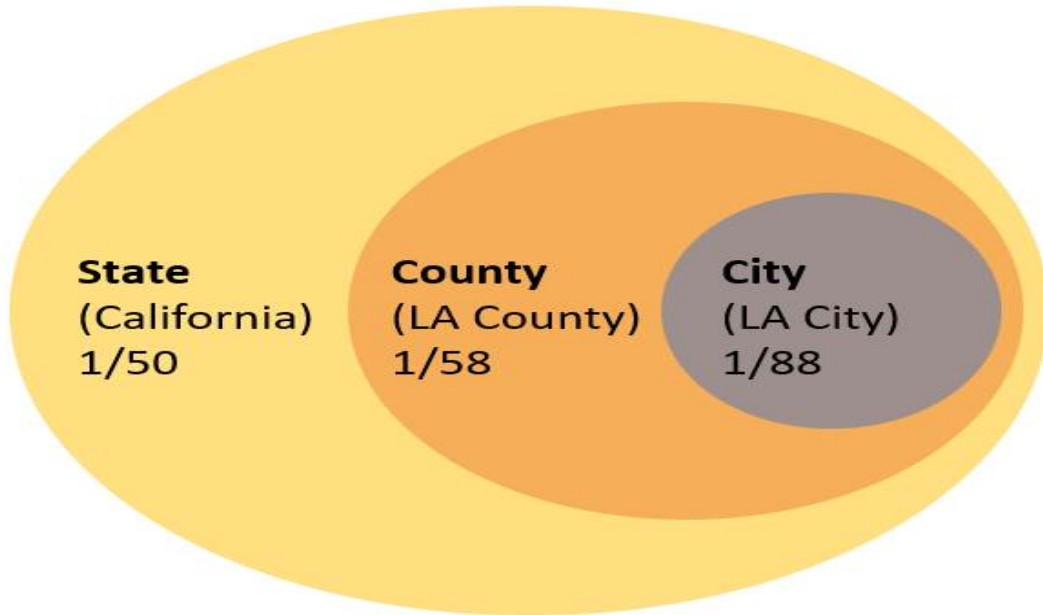 State
(California)
1/50
County
(LA County)
1/58
City
(LA City)
1/88